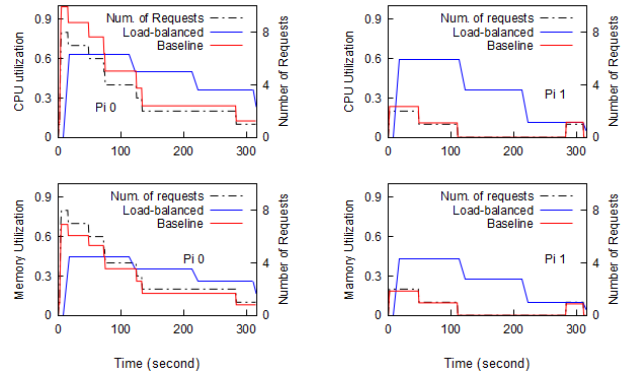 0.9
0.6
0.3
0
CPU Utilization
Num. of Requests
Load-balanced
Baseline
Pi 0
8
4
0
Number of Requests
0 100 200 300
0.9
0.6
0.3
0
CPU Utilization
Num. of Requests
Load-balanced
Baseline
Pi 1
8
4
0
Number of Requests
0 100 200 300
0.9
0.6
0.3
0
Mamory Utilization
Num. of requests
Load-balanced
Baseline
Pi 0
8
4
0
Number of Requests
0 100 200 300
Time (second)
0.9
0.6
0.3
0
Mamory Utilization
Num. of requests
Load-balanced
Baseline
Pi 1
8
4
0
Number of Requests
0 100 200 300
Time (second)